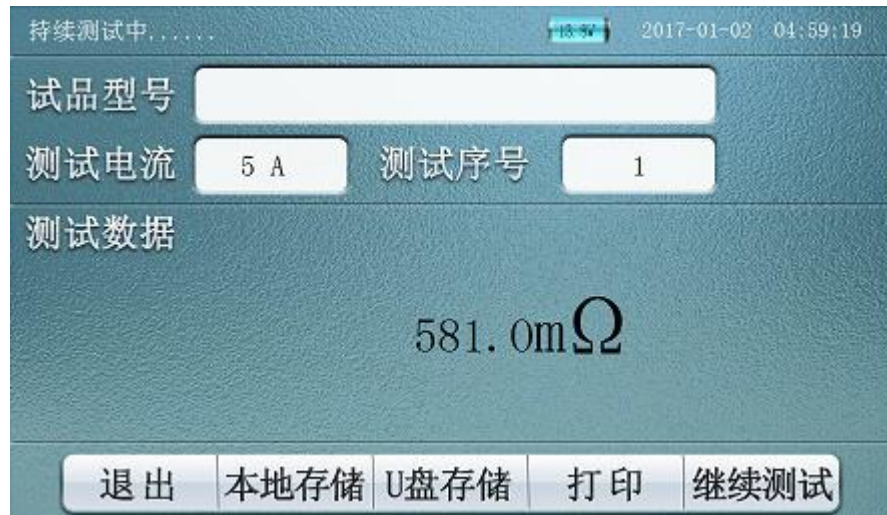 持续测试中...... 13.9V 2017-01-02 04:59:19
试品型号
测试电流 5 A 测试序号 1
测试数据
581.0mΩ
退出 本地存储 U盘存储 打印 继续测试